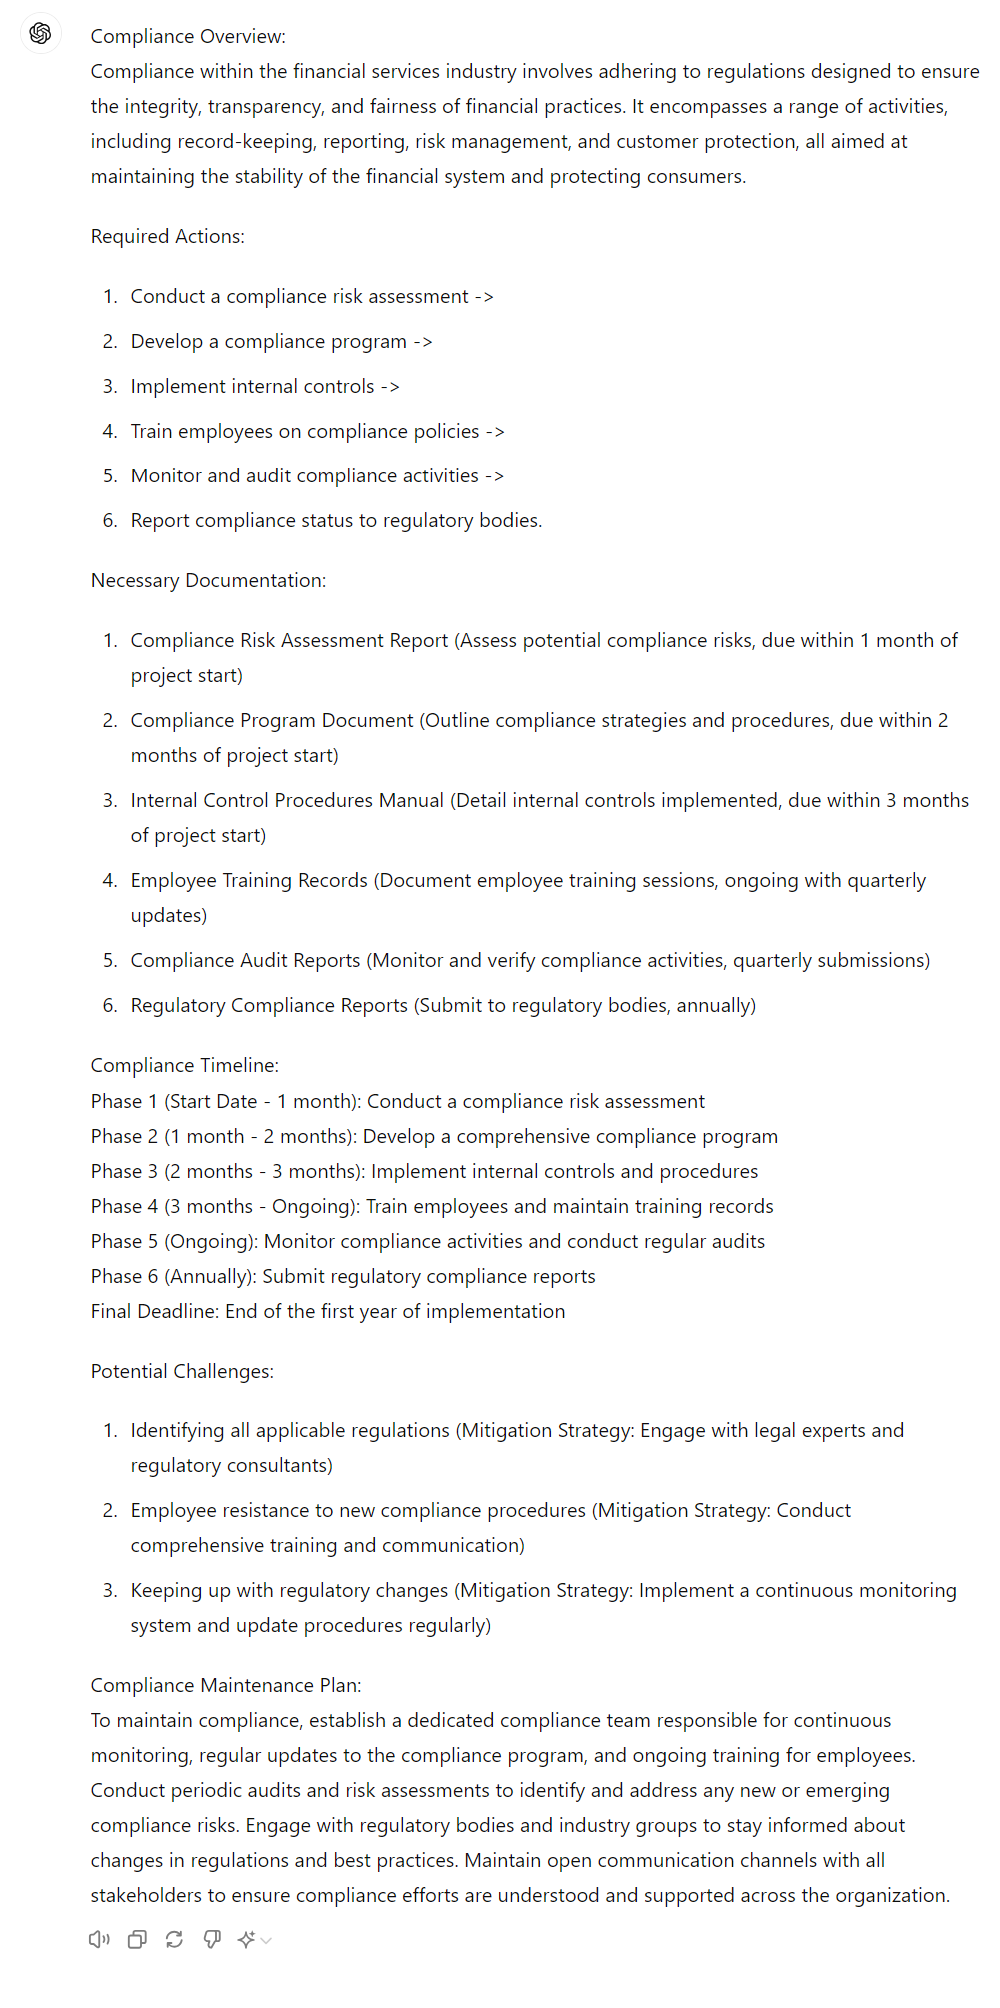 Compliance Overview:
Compliance within the financial services industry involves adhering to regulations designed to ensure
the integrity, transparency, and fairness of financial practices. It encompasses a range of activities,
including record-keeping, reporting, risk management, and customer protection, all aimed at
maintaining the stability of the financial system and protecting consumers.
Required Actions:
1. Conduct a compliance risk assessment ->
2. Develop a compliance program ->
3. Implement internal controls ->
4. Train employees on compliance policies ->
5. Monitor and audit compliance activities ->
6. Report compliance status to regulatory bodies.
Necessary Documentation:
1. Compliance Risk Assessment Report (Assess potential compliance risks, due within 1 month of
project start)
2. Compliance Program Document (Outline compliance strategies and procedures, due within 2
months of project start)
3. Internal Control Procedures Manual (Detail internal controls implemented, due within 3 months
of project start)
4. Employee Training Records (Document employee training sessions, ongoing with quarterly
updates)
5. Compliance Audit Reports (Monitor and verify compliance activities, quarterly submissions)
6. Regulatory Compliance Reports (Submit to regulatory bodies, annually)
Compliance Timeline:
Phase 1 (Start Date - 1 month): Conduct a compliance risk assessment
Phase 2 (1 month - 2 months): Develop a comprehensive compliance program
Phase 3 (2 months - 3 months): Implement internal controls and procedures
Phase 4 (3 months - Ongoing): Train employees and maintain training records
Phase 5 (Ongoing): Monitor compliance activities and conduct regular audits
Phase 6 (Annually): Submit regulatory compliance reports
Final Deadline: End of the first year of implementation
Potential Challenges:
1. Identifying all applicable regulations (Mitigation Strategy: Engage with legal experts and
regulatory consultants)
2. Employee resistance to new compliance procedures (Mitigation Strategy: Conduct
comprehensive training and communication)
3. Keeping up with regulatory changes (Mitigation Strategy: Implement a continuous monitoring
system and update procedures regularly)
Compliance Maintenance Plan:
To maintain compliance, establish a dedicated compliance team responsible for continuous
monitoring, regular updates to the compliance program, and ongoing training for employees.
Conduct periodic audits and risk assessments to identify and address any new or emerging
compliance risks. Engage with regulatory bodies and industry groups to stay informed about
changes in regulations and best practices. Maintain open communication channels with all
stakeholders to ensure compliance efforts are understood and supported across the organization.